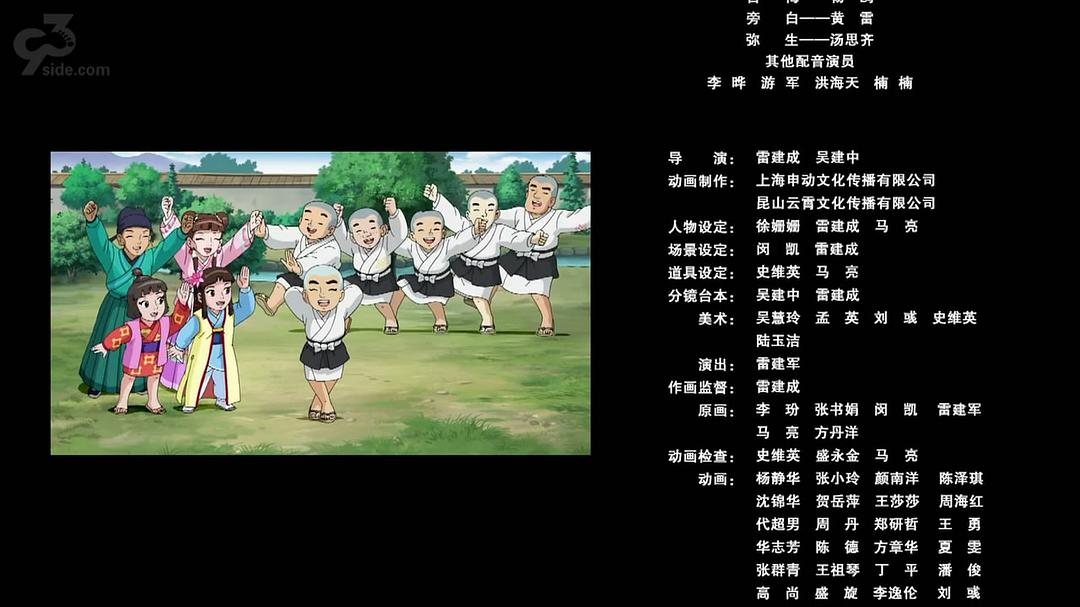 93
side.com
旁 白——黄 雷
弥 生——汤思齐
其他配音演员
李 晔 游 军 洪海天 楠 楠
导 演： 雷建成 吴建中
动画制作： 上海申动文化传播有限公司
昆山云霄文化传播有限公司
人物设定： 徐姗姗 雷建成 马 亮
场景设定： 闵 凯 雷建成
道具设定： 史维英 马 亮
分镜台本： 吴建中 雷建成
美术： 吴慧玲 孟 英 刘 彧 史维英
陆玉洁
演出： 雷建军
作画监督： 雷建成
原画： 李 玢 张书娟 闵 凯 雷建军
马 亮 方丹洋
动画检查： 史维英 盛永金 马 亮
动画： 杨静华 张小玲 颜南洋 陈泽琪
沈锦华 贺岳萍 王莎莎 周海红
代超男 周 丹 郑研哲 王 勇
华志芳 陈 德 方章华 夏 雯
张群青 王祖琴 丁 平 潘 俊
高 尚 盛 旋 李逸伦 刘 彧